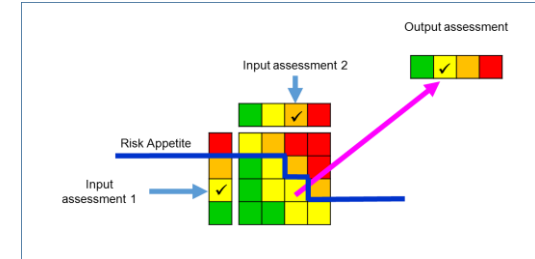 Output assessment
Input assessment 2
Risk Appetite
Input
assessment 1